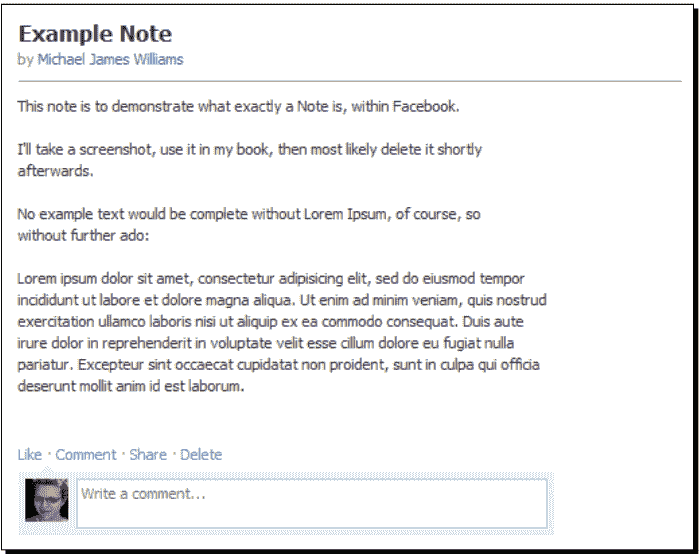 Example Note
by Michael James Williams
This note is to demonstrate what exactly a Note is, within Facebook.
I'll take a screenshot, use it in my book, then most likely delete it shortly
afterwards.
No example text would be complete without Lorem Ipsum, of course, so
without further ado:
Lorem ipsum dolor sit amet, consectetur adipisicing elit, sed do eiusmod tempor
incididunt ut labore et dolore magna aliqua. Ut enim ad minim veniam, quis nostrud
exercitation ullamco laboris nisi ut aliquip ex ea commodo consequat. Duis aute
irure dolor in reprehenderit in voluptate velit esse cillum dolore eu fugiat nulla
pariatur. Excepteur sint occaecat cupidatat non proident, sunt in culpa qui officia
deserunt mollit anim id est laborum.
Like · Comment · Share · Delete
Write a comment...